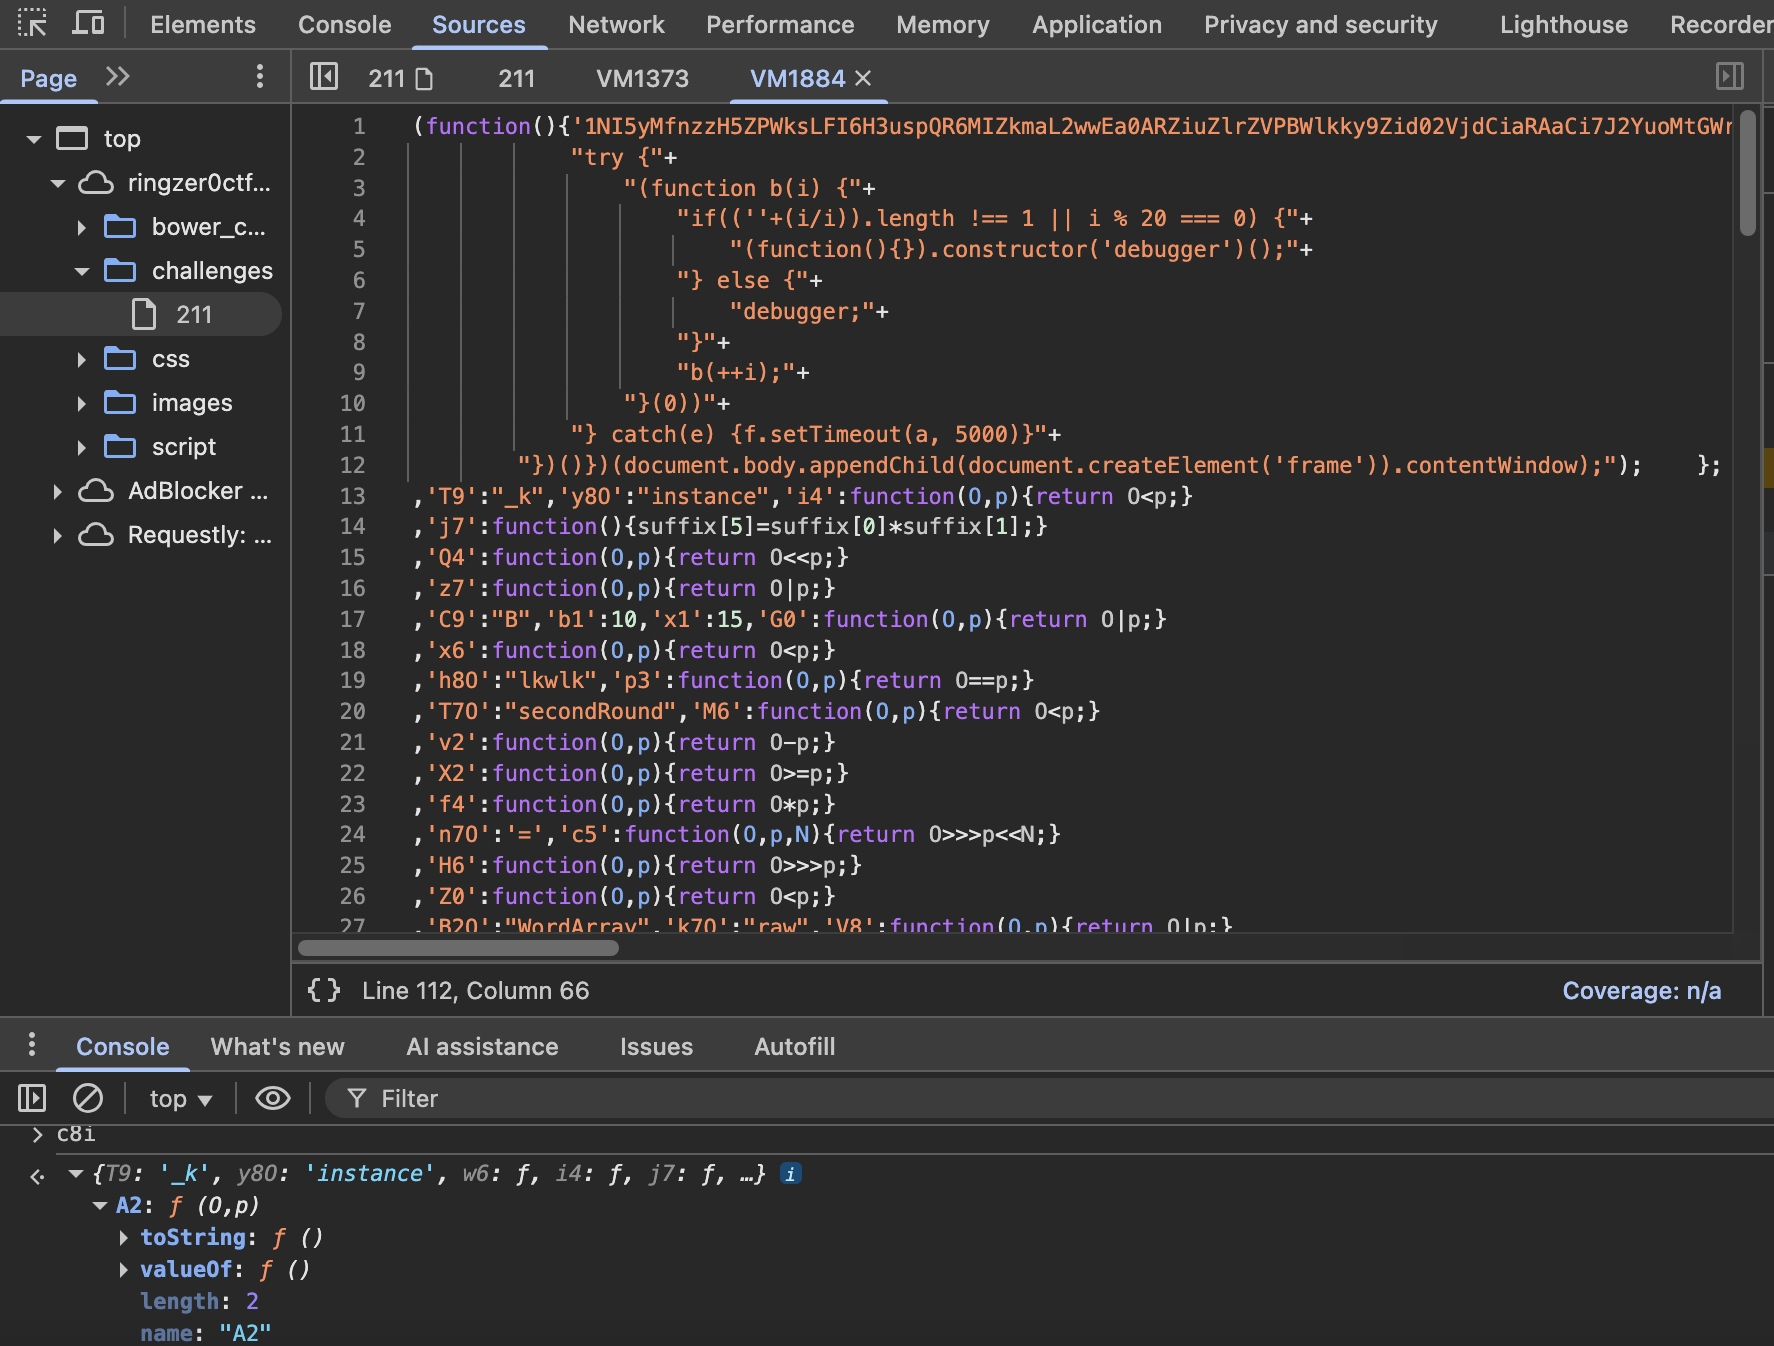 Elements Console Sources Network Performance Memory Application Privacy and security Lighthouse Recorder
Page 211 211 VM1373 VM1884
top
ringzer0ctf...
bower_c...
challenges
211
css
images
script
AdBlocker ...
Requestly: ...
1 (function(){'1NI5yMfnzzH5ZPWksLFI6H3uspQR6MIZkmaL2wwEa0ARZiuZlrZVPBWlkky9Zid02VjdCiaRAaCi7J2YuoMtGWr
2 "try {"+
3 "(function b(i) {"+
4 "if((''+(i/i)).length !== 1 || i % 20 === 0) {"+
5 "(function(){}).constructor('debugger')();"+
6 "} else {"+
7 "debugger;"+
8 "}"+
9 "b(++i);"+
10 "}(0))"+
11 "} catch(e) {f.setTimeout(a, 5000)}"+
12 "})()})(document.body.appendChild(document.createElement('frame')).contentWindow);"); };
13 ,'T9':"_k",'y8O':"instance",'i4':function(O,p){return O<p;}
14 ,'j7':function(){suffix[5]=suffix[0]*suffix[1];}
15 ,'Q4':function(O,p){return O<<p;}
16 ,'z7':function(O,p){return O|p;}
17 ,'C9':"B",'b1':10,'x1':15,'G0':function(O,p){return O|p;}
18 ,'x6':function(O,p){return O<p;}
19 ,'h8O':"lkwlk",'p3':function(O,p){return O==p;}
20 ,'T7O':"secondRound",'M6':function(O,p){return O<p;}
21 ,'v2':function(O,p){return O-p;}
22 ,'X2':function(O,p){return O>=p;}
23 ,'f4':function(O,p){return O*p;}
24 ,'n7O':'=','c5':function(O,p,N){return O>>>p<<N;}
25 ,'H6':function(O,p){return O>>>p;}
26 ,'Z0':function(O,p){return O<p;}
27 ,'B2O':"WordArray",'k7O':"raw",'V8':function(O,p){return O|p;}
{} Line 112, Column 66 Coverage: n/a
Console What's new AI assistance Issues Autofill
top Filter
c8i
{T9: '_k', y8O: 'instance', w6: ƒ, i4: ƒ, j7: ƒ, …}
A2: ƒ (O,p)
toString: ƒ ()
valueOf: ƒ ()
length: 2
name: "A2"